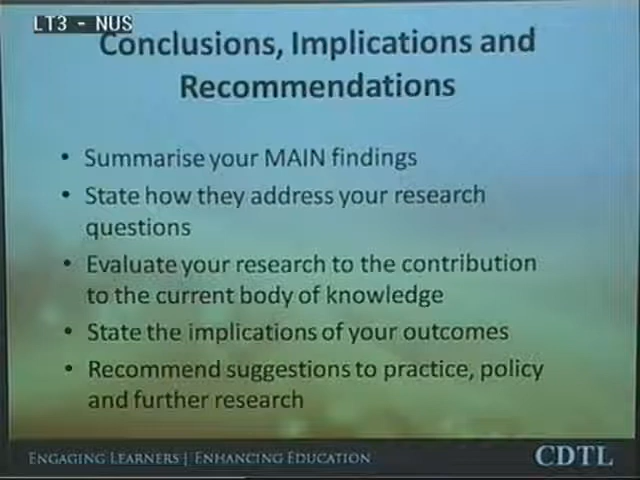 LT3 - NUS
Conclusions, Implications and
Recommendations
• Summarise your MAIN findings
• State how they address your research
questions
• Evaluate your research to the contribution
to the current body of knowledge
• State the implications of your outcomes
• Recommend suggestions to practice, policy
and further research
ENGAGING LEARNERS | ENHANCING EDUCATION
CDTL